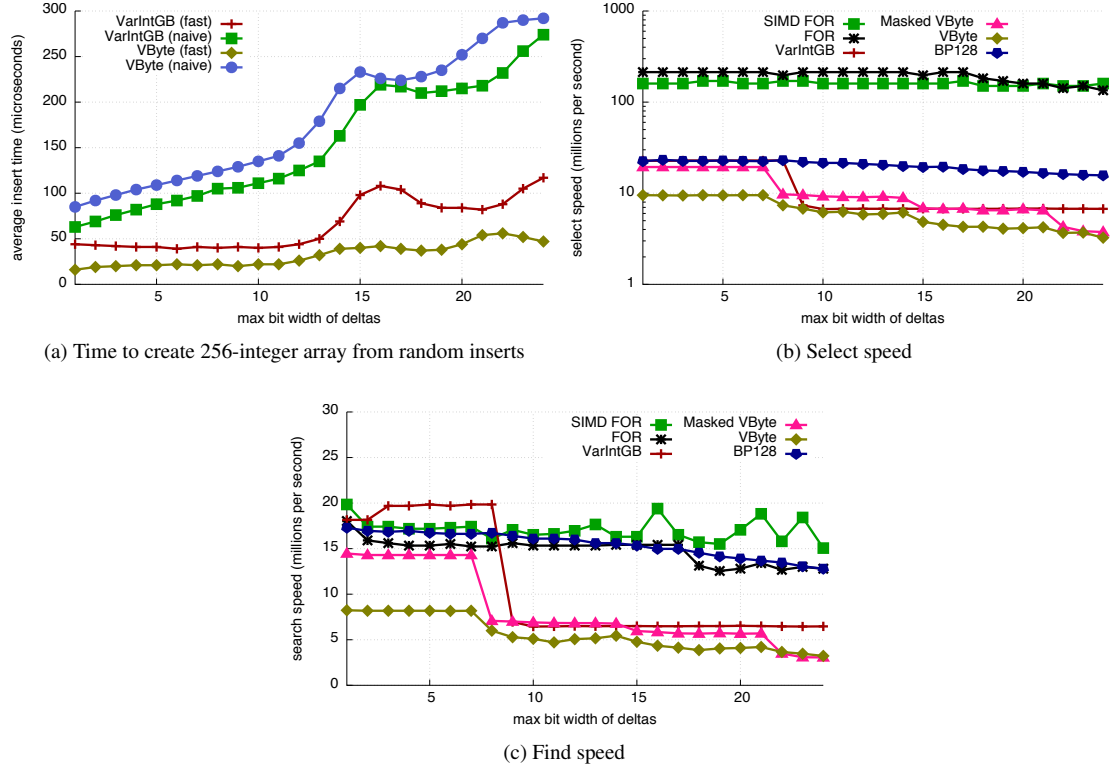 300
250
200
150
100
50
0
5
10
15
20
average insert time (microseconds)
max bit width of deltas
VarIntGB (fast)
VarIntGB (naive)
VByte (fast)
VByte (naive)
(a) Time to create 256-integer array from random inserts
1000
100
10
1
5
10
15
20
select speed (millions per second)
max bit width of deltas
SIMD FOR
FOR
VarIntGB
Masked VByte
VByte
BP128
(b) Select speed
30
25
20
15
10
5
0
5
10
15
20
search speed (millions per second)
max bit width of deltas
SIMD FOR
FOR
VarIntGB
Masked VByte
VByte
BP128
(c) Find speed